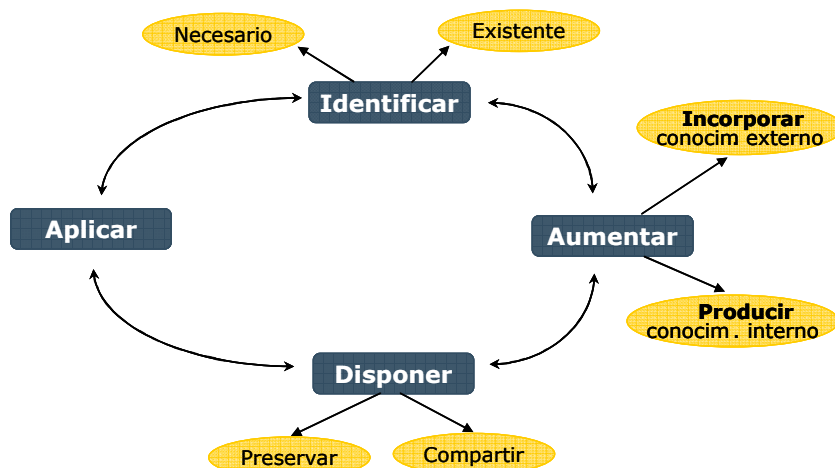 Necesario
Existente
Identificar
Incorporar
conocim externo
Aplicar
Aumentar
Producir
conocim . interno
Disponer
Preservar
Compartir